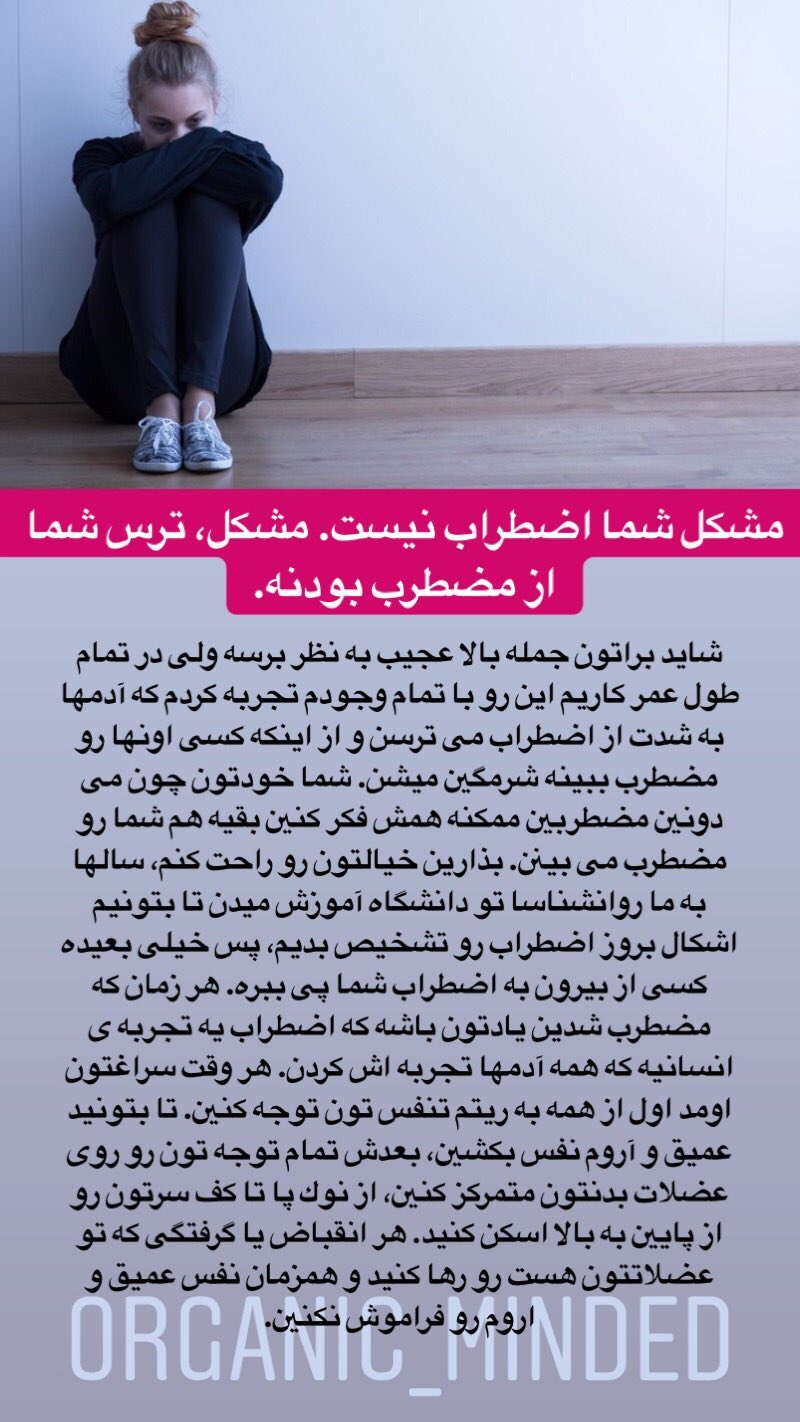 مشکل شما اضطراب نیست. مشکل، ترس شما
از مضطرب بودنه.
شاید براتون جمله بالا عجیب به نظر برسه ولی در تمام
طول عمر کاریم این رو با تمام وجودم تجربه کردم که آدمها
به شدت از اضطراب می ترسن و از اینکه کسی اونها رو
مضطرب ببینه شرمگین میشن. شما خودتون چون می
دونین مضطربین ممکنه همش فکر کنین بقیه هم شما رو
مضطرب می بینن. بذارین خیالتون رو راحت کنم، سالها
به ما روانشناسا تو دانشگاه آموزش میدن تا بتونیم
اشکال بروز اضطراب رو تشخیص بدیم، پس خیلی بعیده
کسی از بیرون به اضطراب شما پی ببره. هر زمان که
مضطرب شدین یادتون باشه که اضطراب یه تجربه ی
انسانیه که همه آدمها تجربه اش کردن. هر وقت سراغتون
اومد اول از همه به ریتم تنفس تون توجه کنین. تا بتونید
عمیق و آروم نفس بکشین، بعدش تمام توجه تون رو روی
عضلات بدنتون متمرکز کنین، از نوك پا تا کف سرتون رو
از پایین به بالا اسکن کنید. هر انقباض یا گرفتگی که تو
عضلاتتون هست رو رها کنید و همزمان نفس عمیق و
اروم رو فراموش نکنین.
ORGANIC_MINDED